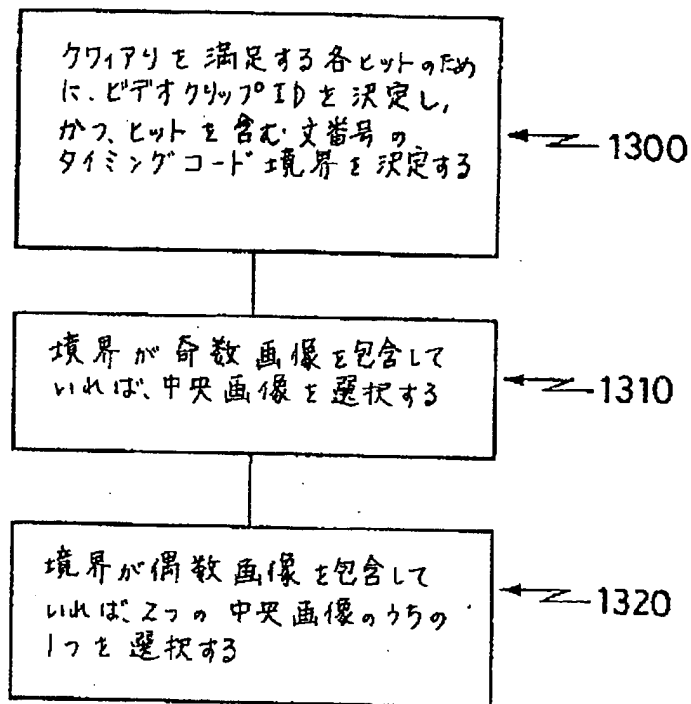 クワィアリを満足する各ヒットのため
に、ビデオクリップIDを決定し、
かつ、ヒットを含む文番号の
タイミングコード境界を決定する
1300
境界が奇数画像を包含して
いれば、中央画像を選択する
1310
境界が偶数画像を包含して
いれば、2つの中央画像のうちの
1つを選択する
1320